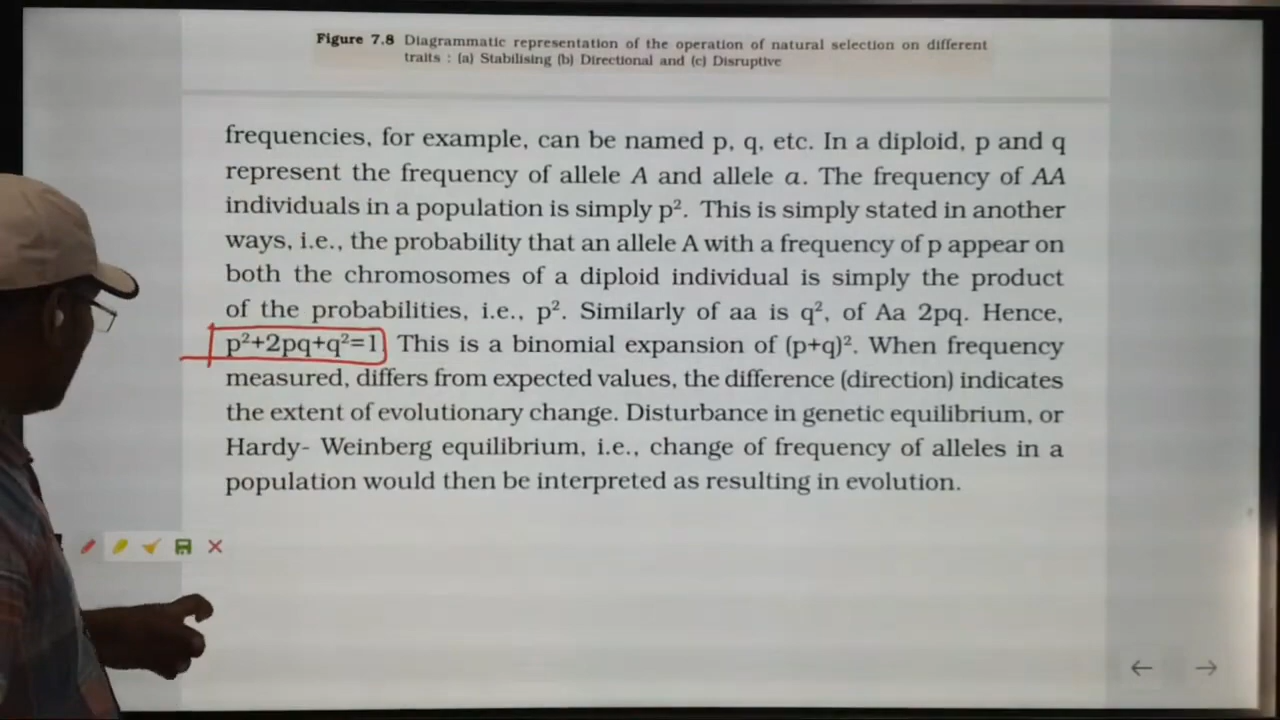 Figure 7.8 Diagrammatic representation of the operation of natural selection on different
traits : (a) Stabilising (b) Directional and (c) Disruptive
frequencies, for example, can be named p, q, etc. In a diploid, p and q
represent the frequency of allele A and allele a. The frequency of AA
individuals in a population is simply p². This is simply stated in another
ways, i.e., the probability that an allele A with a frequency of p appear on
both the chromosomes of a diploid individual is simply the product
of the probabilities, i.e., p². Similarly of aa is q², of Aa 2pq. Hence,
p²+2pq+q²=1. This is a binomial expansion of (p+q)². When frequency
measured, differs from expected values, the difference (direction) indicates
the extent of evolutionary change. Disturbance in genetic equilibrium, or
Hardy- Weinberg equilibrium, i.e., change of frequency of alleles in a
population would then be interpreted as resulting in evolution.